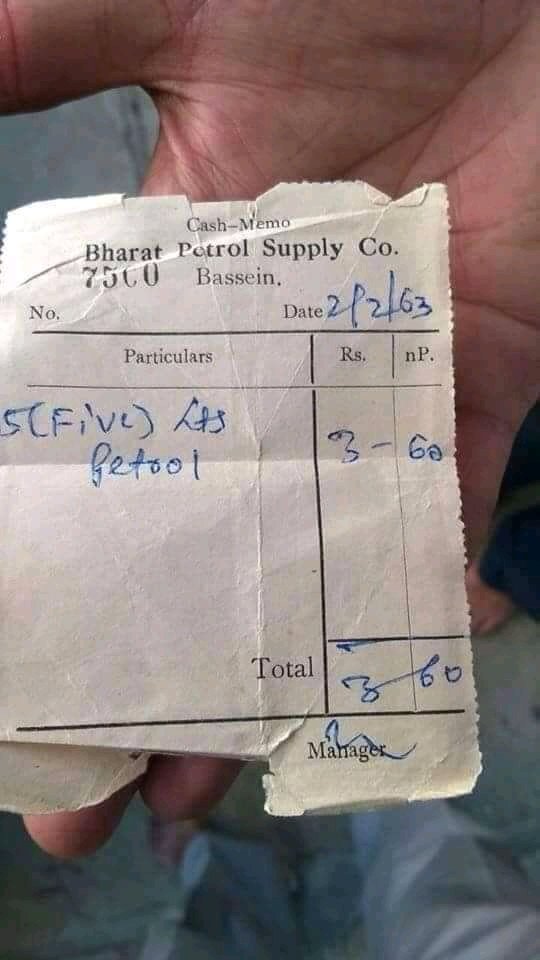 Cash-Memo
Bharat Petrol Supply Co.
7500 Bassein.
No. Date 2/2/63
Particulars Rs. nP.
5 (Five) Lts 3-60
Petrol
Total 3 60
Manager